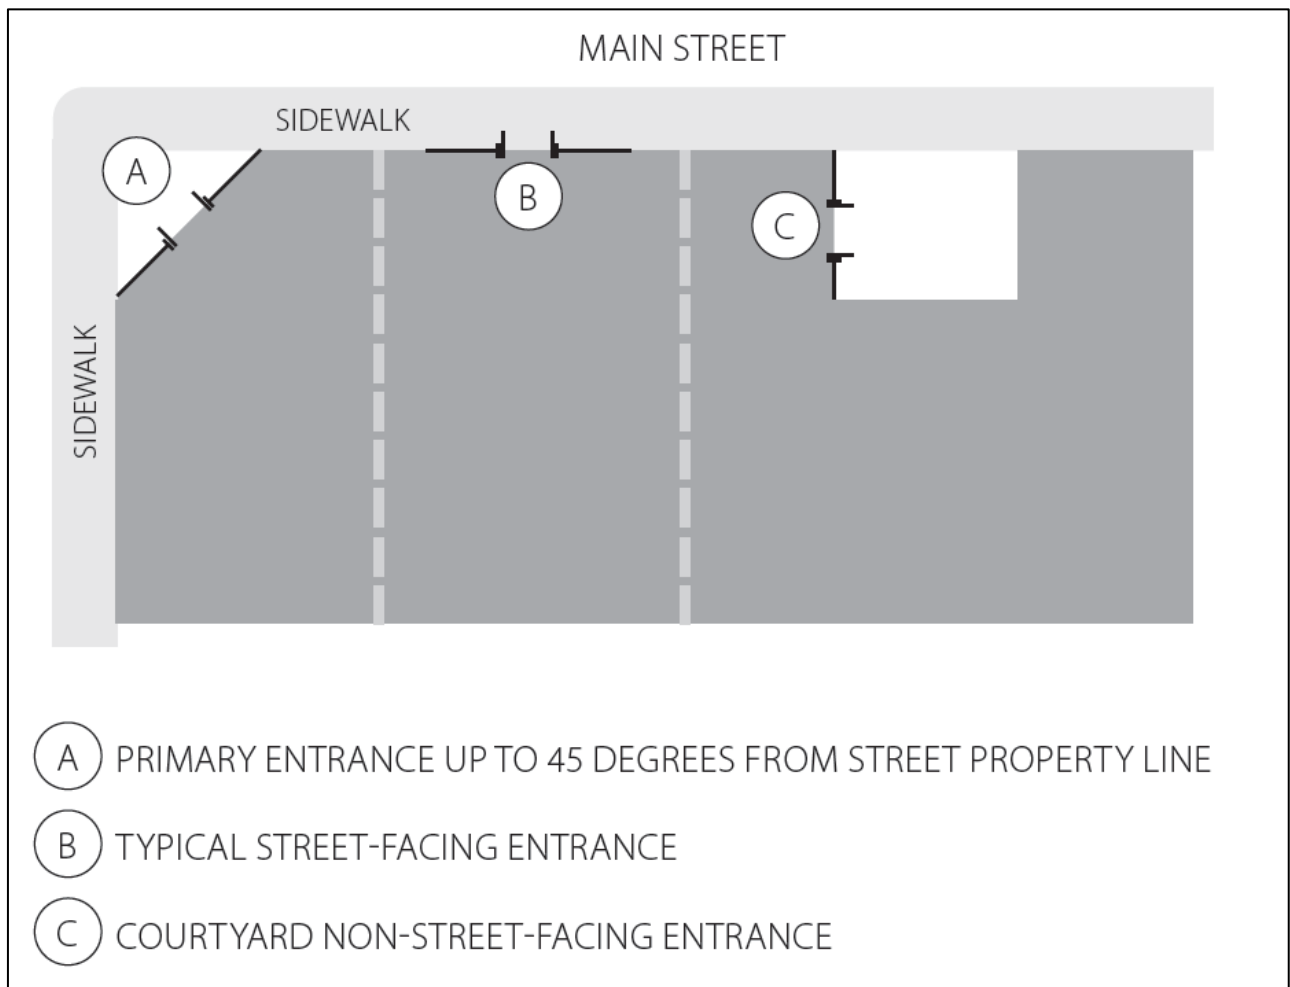 MAIN STREET
SIDEWALK
A
B
C
SIDEWALK
A PRIMARY ENTRANCE UP TO 45 DEGREES FROM STREET PROPERTY LINE
B TYPICAL STREET-FACING ENTRANCE
C COURTYARD NON-STREET-FACING ENTRANCE